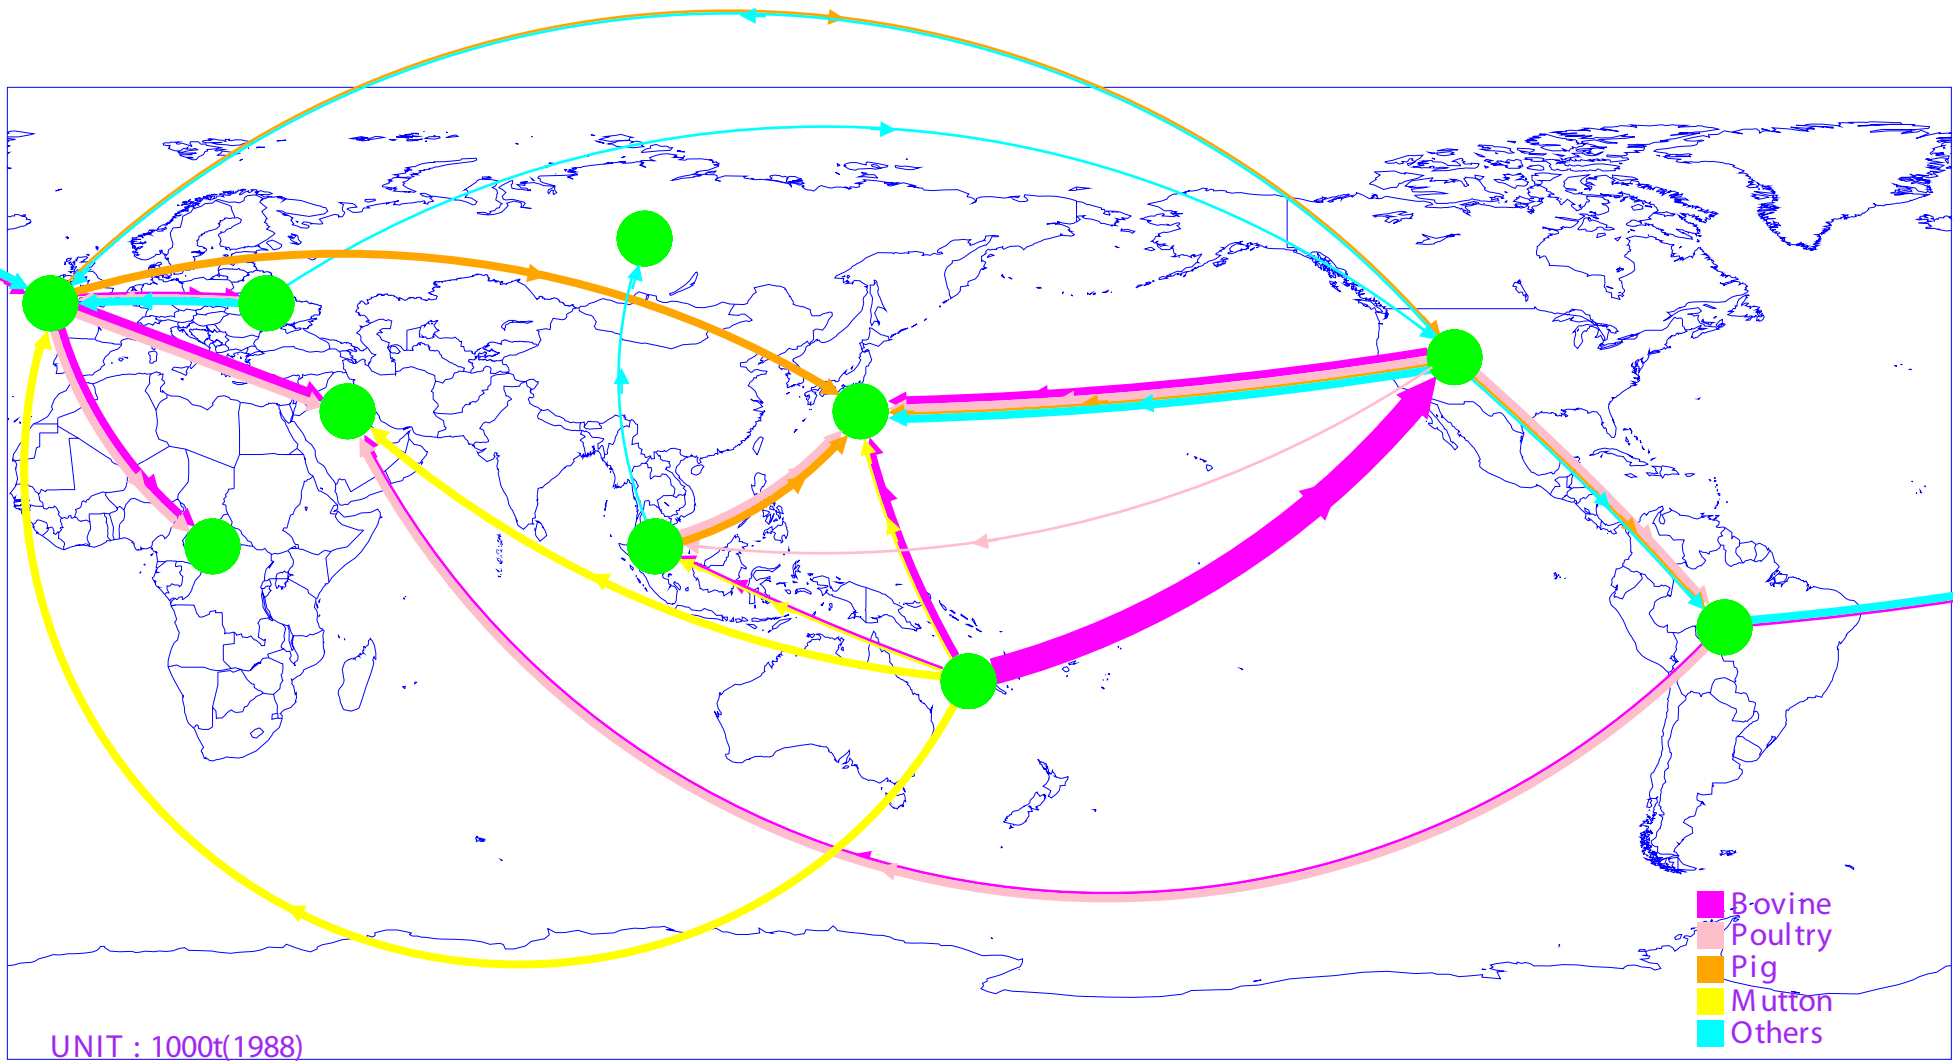 Bovine
Poultry
Pig
Mutton
Others
UNIT : 1000t(1988)